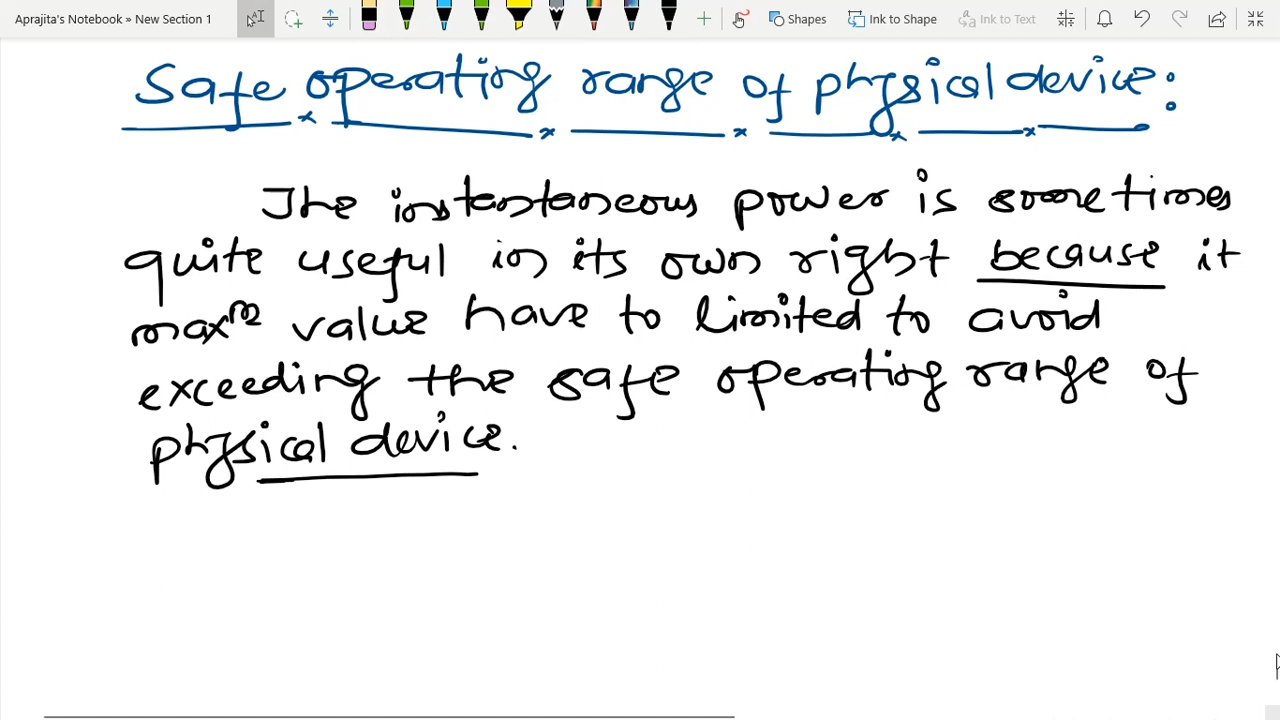 Aprajita's Notebook » New Section 1
Shapes
Ink to Shape
Ink to Text
Safe operating range of physical device:
The instantaneous power is sometimes
quite useful in its own right because it
maxᵐ value have to limited to avoid
exceeding the safe operating range of
physical device.